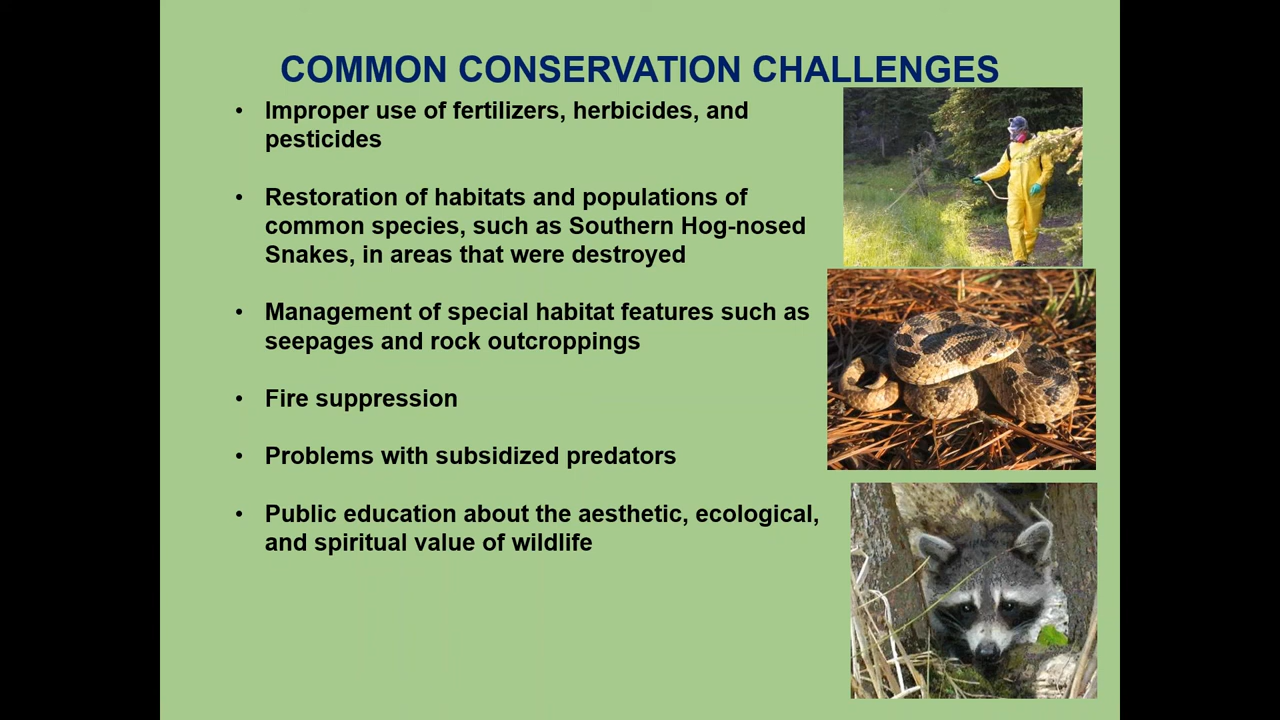 COMMON CONSERVATION CHALLENGES
• Improper use of fertilizers, herbicides, and
pesticides
• Restoration of habitats and populations of
common species, such as Southern Hog-nosed
Snakes, in areas that were destroyed
• Management of special habitat features such as
seepages and rock outcroppings
• Fire suppression
• Problems with subsidized predators
• Public education about the aesthetic, ecological,
and spiritual value of wildlife